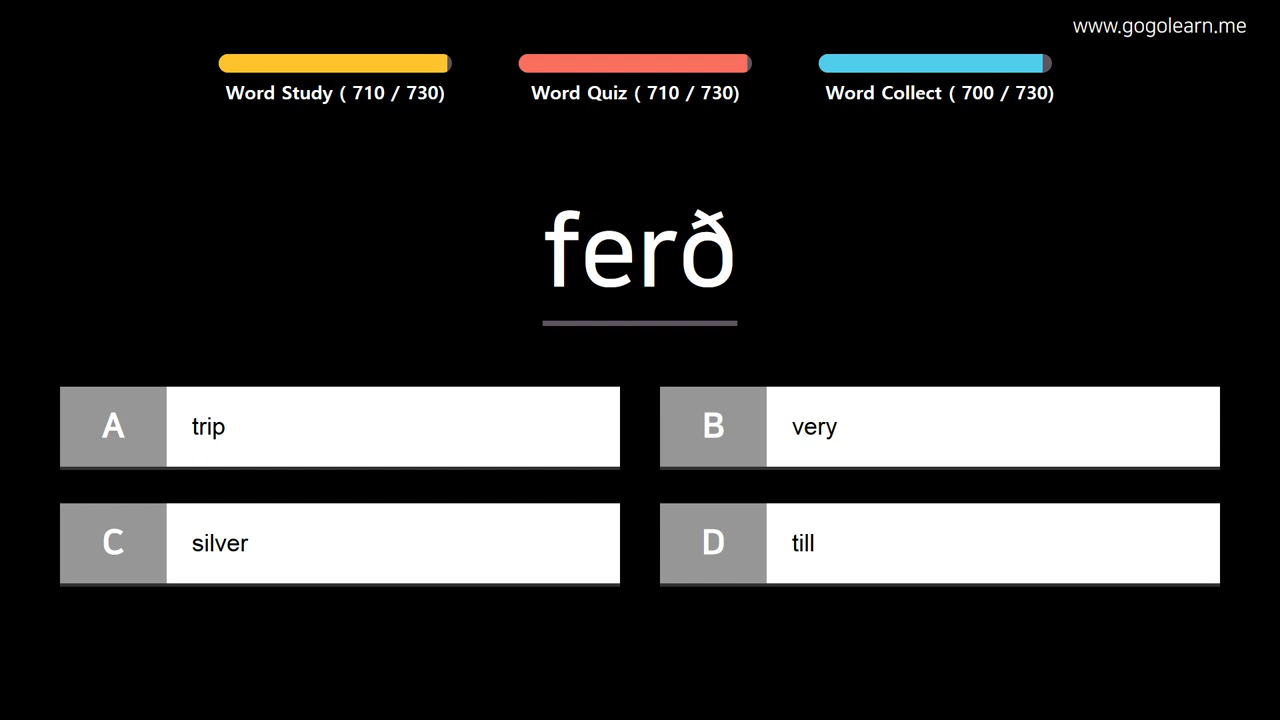 www.gogolearn.me
Word Study ( 710 / 730)
Word Quiz ( 710 / 730)
Word Collect ( 700 / 730)
ferð
A trip
B very
C silver
D till